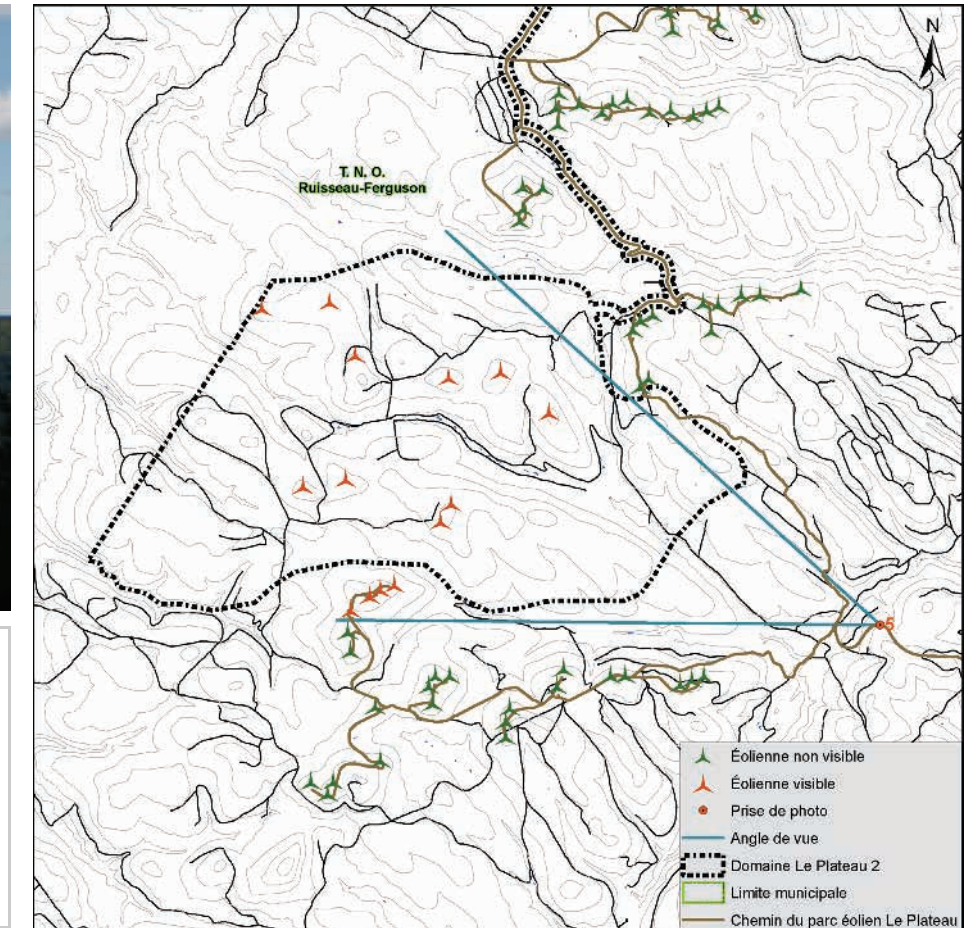 N
T. N. O.
Ruisseau-Ferguson
5
Éolienne non visible
Éolienne visible
Prise de photo
Angle de vue
Domaine Le Plateau 2
Limite municipale
Chemin du parc éolien Le Plateau